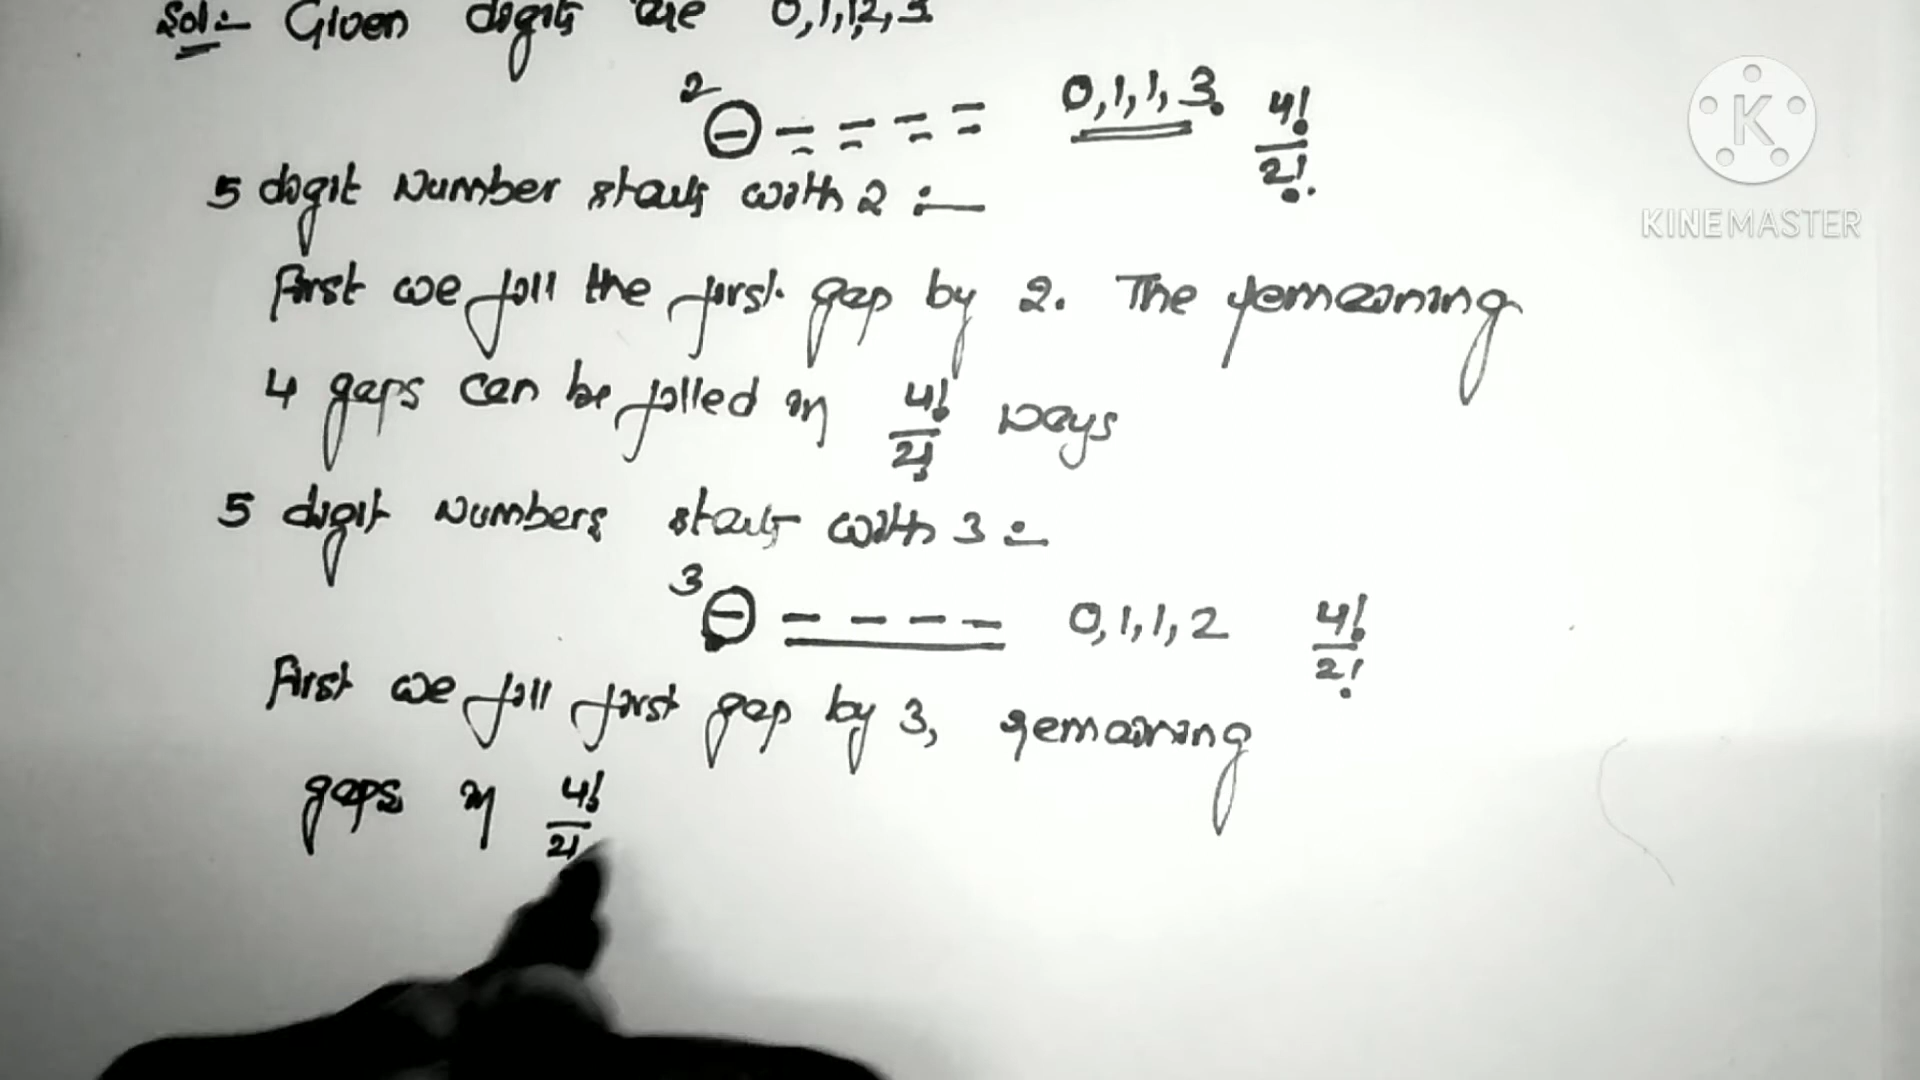 Sol:- Given digits are 0,1,1,2,3
2 0,1,1,3. 4!/2!.
5 digit Number starts with 2 :-
First we fill the first gap by 2. The remaining
4 gaps can be filled in 4!/2! ways
5 digit Numbers starts with 3 :-
3 0,1,1,2 4!/2!
First we fill first gap by 3, remaining
gaps in 4!/2!
K
KINEMASTER